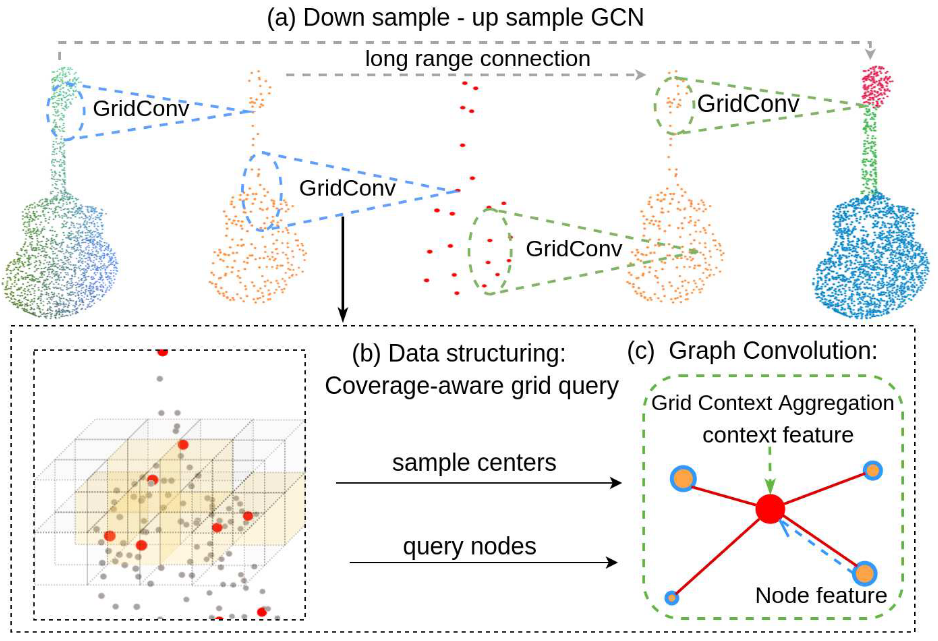 (a) Down sample - up sample GCN
long range connection
GridConv
GridConv
GridConv
GridConv
(b) Data structuring:
Coverage-aware grid query
(c) Graph Convolution:
Grid Context Aggregation
context feature
sample centers
query nodes
Node feature